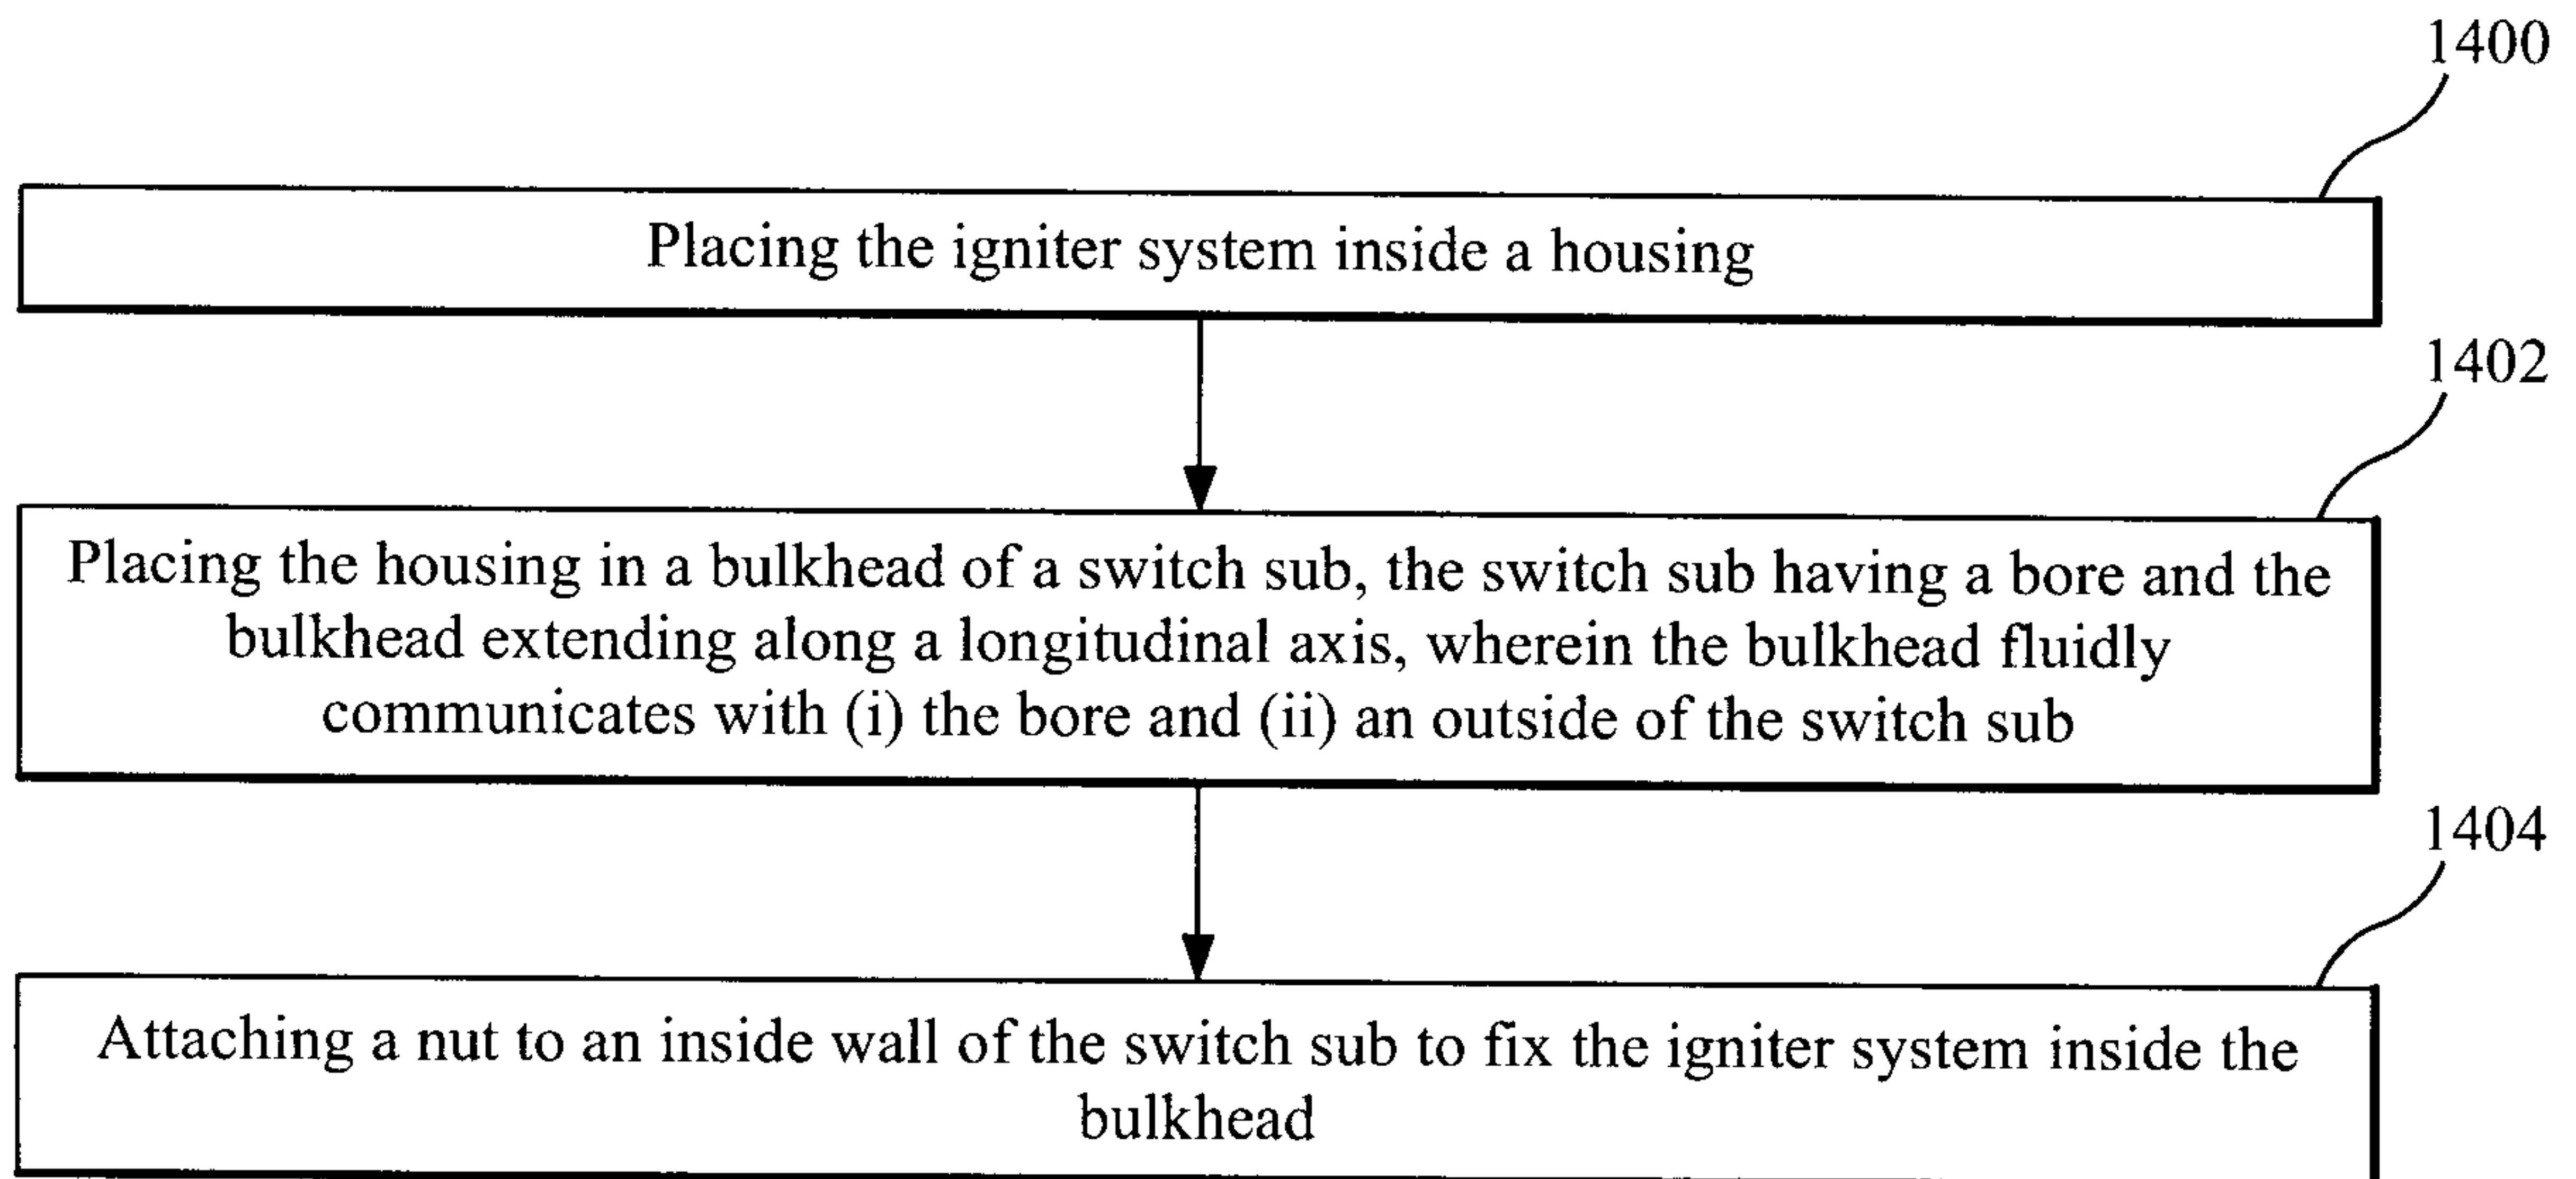 1400
Placing the igniter system inside a housing
1402
Placing the housing in a bulkhead of a switch sub, the switch sub having a bore and the
bulkhead extending along a longitudinal axis, wherein the bulkhead fluidly
communicates with (i) the bore and (ii) an outside of the switch sub
1404
Attaching a nut to an inside wall of the switch sub to fix the igniter system inside the
bulkhead